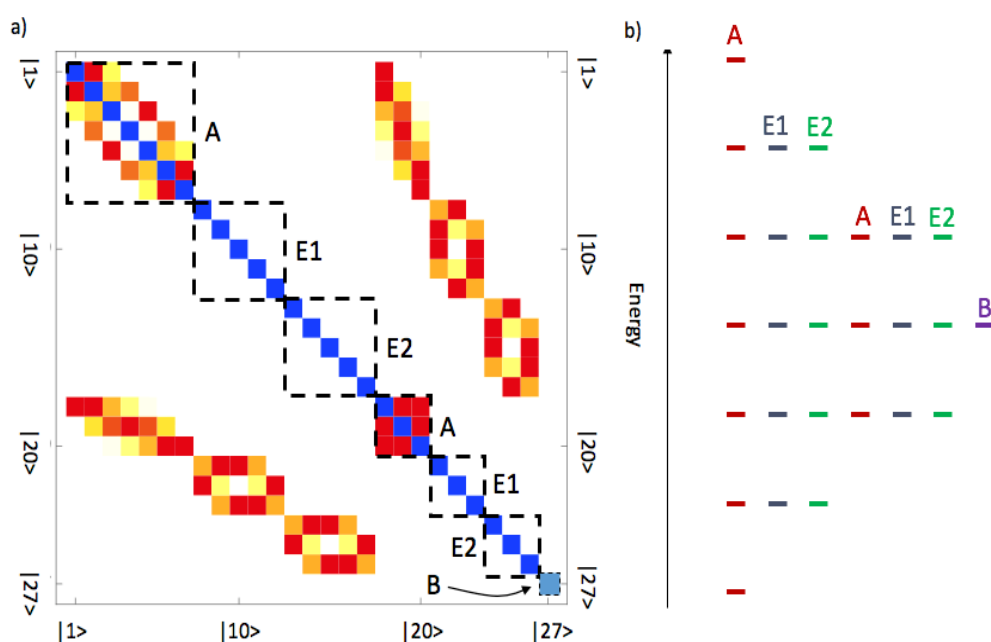 a)
|1>
|10>
|20>
|27>
A
E1
E2
A
E1
E2
B
|1>
|10>
|20>
|27>
|1>
|10>
|20>
|27>
b)
Energy
A
E1 E2
A E1 E2
B